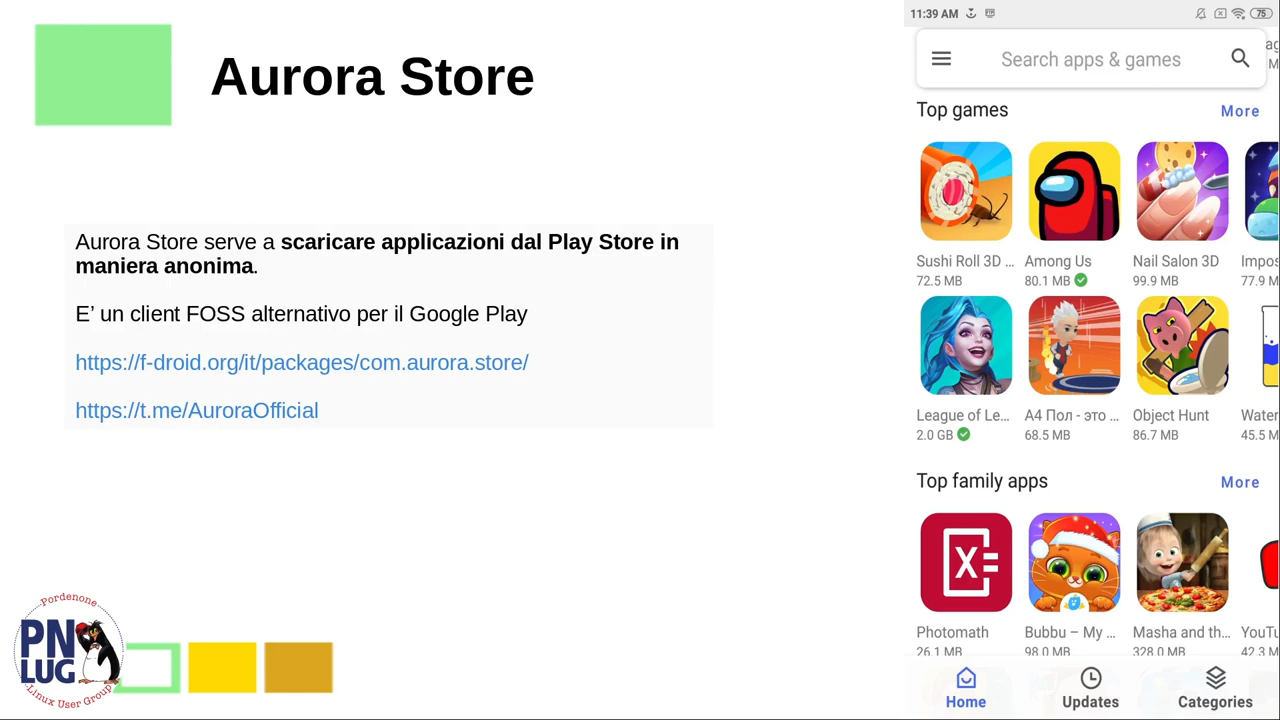 Aurora Store
Aurora Store serve a scaricare applicazioni dal Play Store in
maniera anonima.
E’ un client FOSS alternativo per il Google Play
https://f-droid.org/it/packages/com.aurora.store/
https://t.me/AuroraOfficial
Pordenone
PN
LUG
Linux User Group
11:39 AM
75
Search apps & games
Top games
More
Sushi Roll 3D ...
Among Us
Nail Salon 3D
Impos
72.5 MB
80.1 MB
99.9 MB
77.9 M
League of Le...
А4 Пол - это ...
Object Hunt
Water
2.0 GB
68.5 MB
86.7 MB
45.5 M
Top family apps
More
Photomath
Bubbu – My ...
Masha and th...
YouTu
26.1 MB
98.0 MB
328.0 MB
42.3 M
Home
Updates
Categories